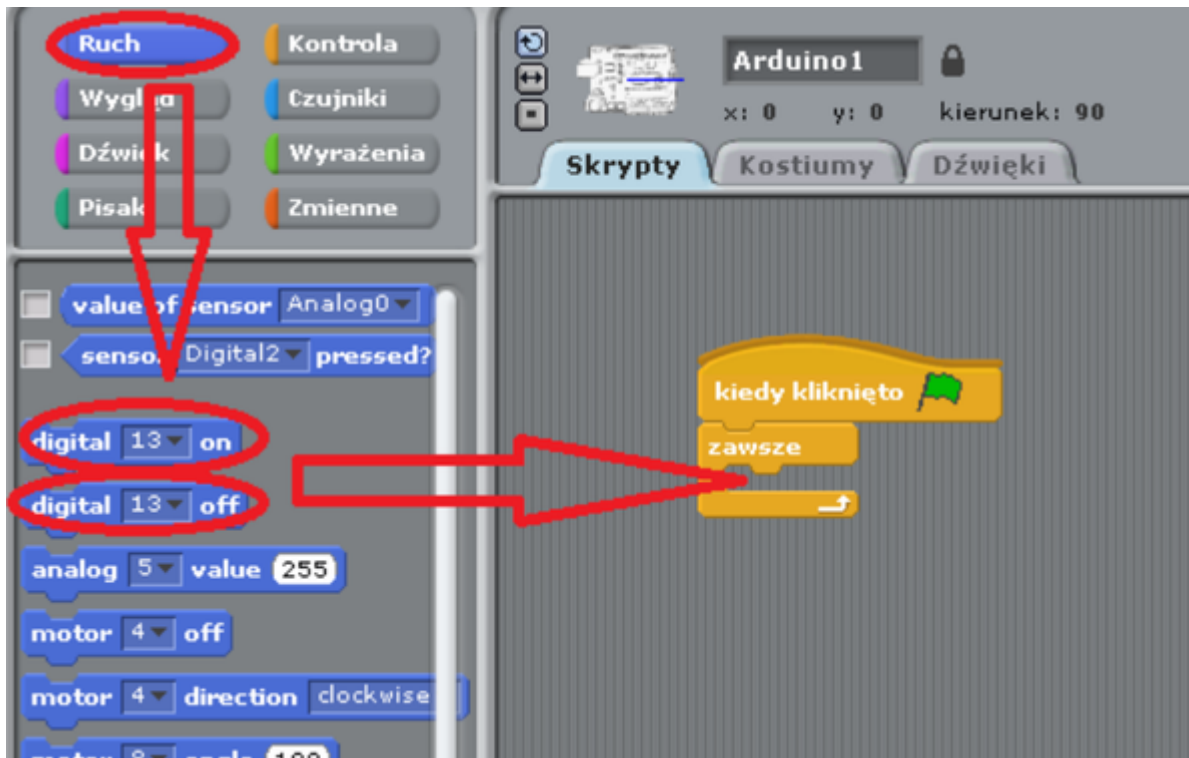 Ruch
Kontrola
Wygląd
Czujniki
Dźwięk
Wyrażenia
Pisak
Zmienne
Arduino1
x: 0 y: 0 kierunek: 90
Skrypty
Kostiumy
Dźwięki
value of sensor Analog0
sensor Digital2 pressed?
digital 13 on
digital 13 off
analog 5 value 255
motor 4 off
motor 4 direction clockwise
kiedy kliknięto
zawsze